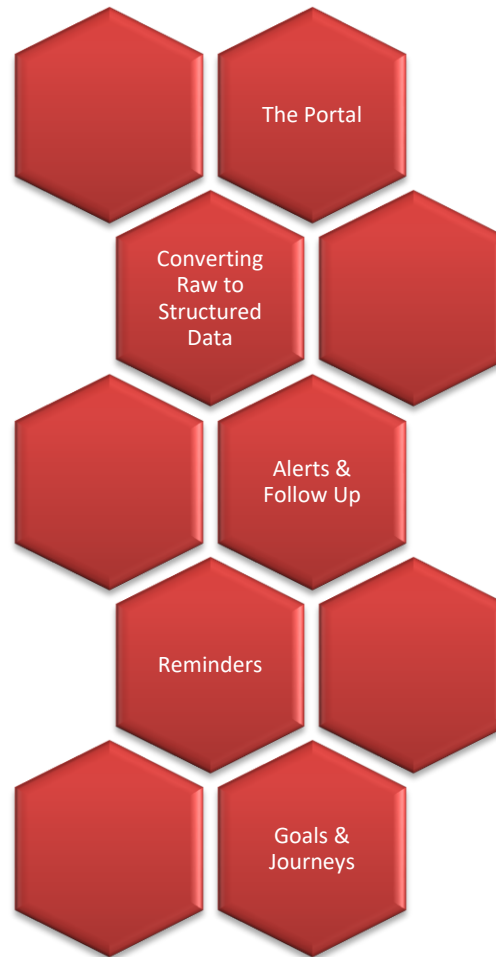 The Portal
Converting
Raw to
Structured
Data
Alerts &
Follow Up
Reminders
Goals &
Journeys